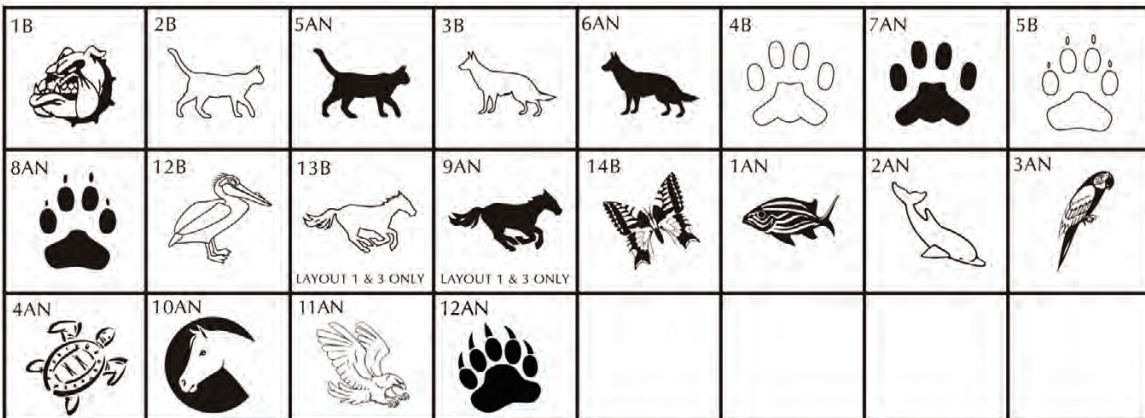 1B
2B
5AN
3B
6AN
4B
7AN
5B
8AN
12B
13B
9AN
14B
1AN
2AN
3AN
LAYOUT 1 & 3 ONLY
LAYOUT 1 & 3 ONLY
4AN
10AN
11AN
12AN